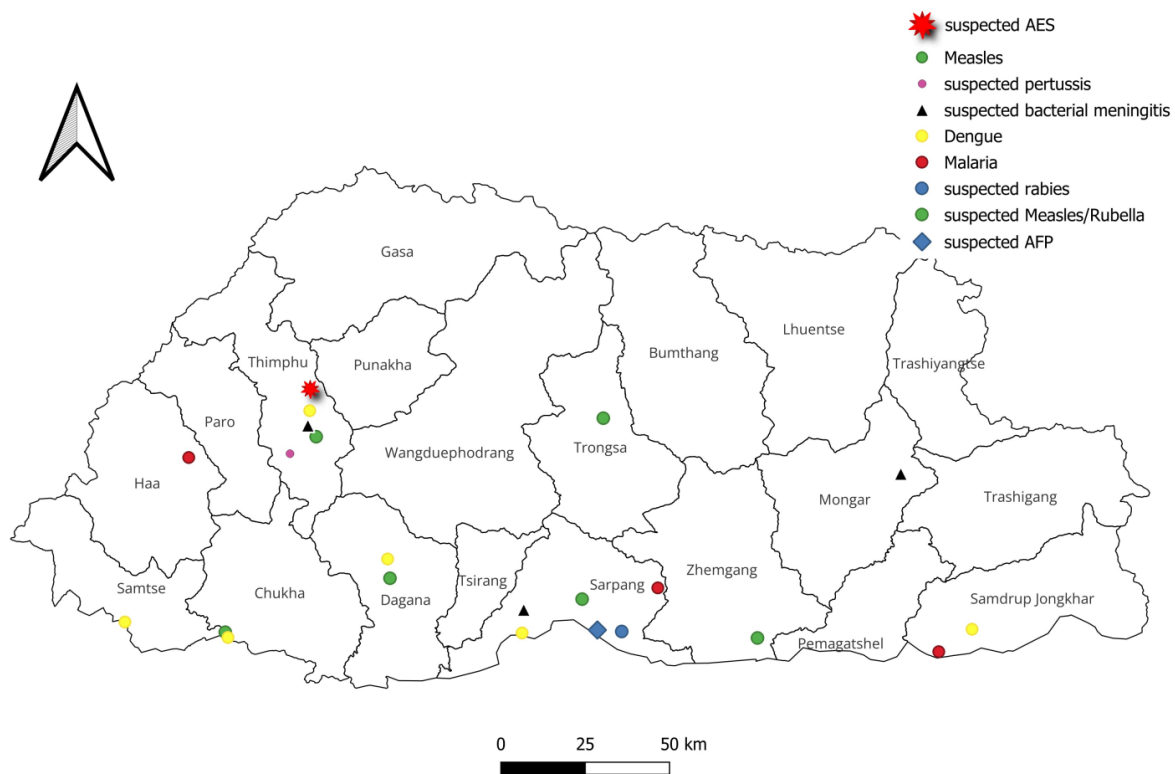 suspected AES
Measles
suspected pertussis
suspected bacterial meningitis
Dengue
Malaria
suspected rabies
suspected Measles/Rubella
suspected AFP
Gasa
Thimphu
Punakha
Bumthang
Lhuentse
Trashiyangtse
Paro
Wangduephodrang
Trongsa
Haa
Mongar
Trashigang
Samtse
Chukha
Dagana
Tsirang
Sarpang
Zhemgang
Pemagatshel
Samdrup Jongkhar
0 25 50 km